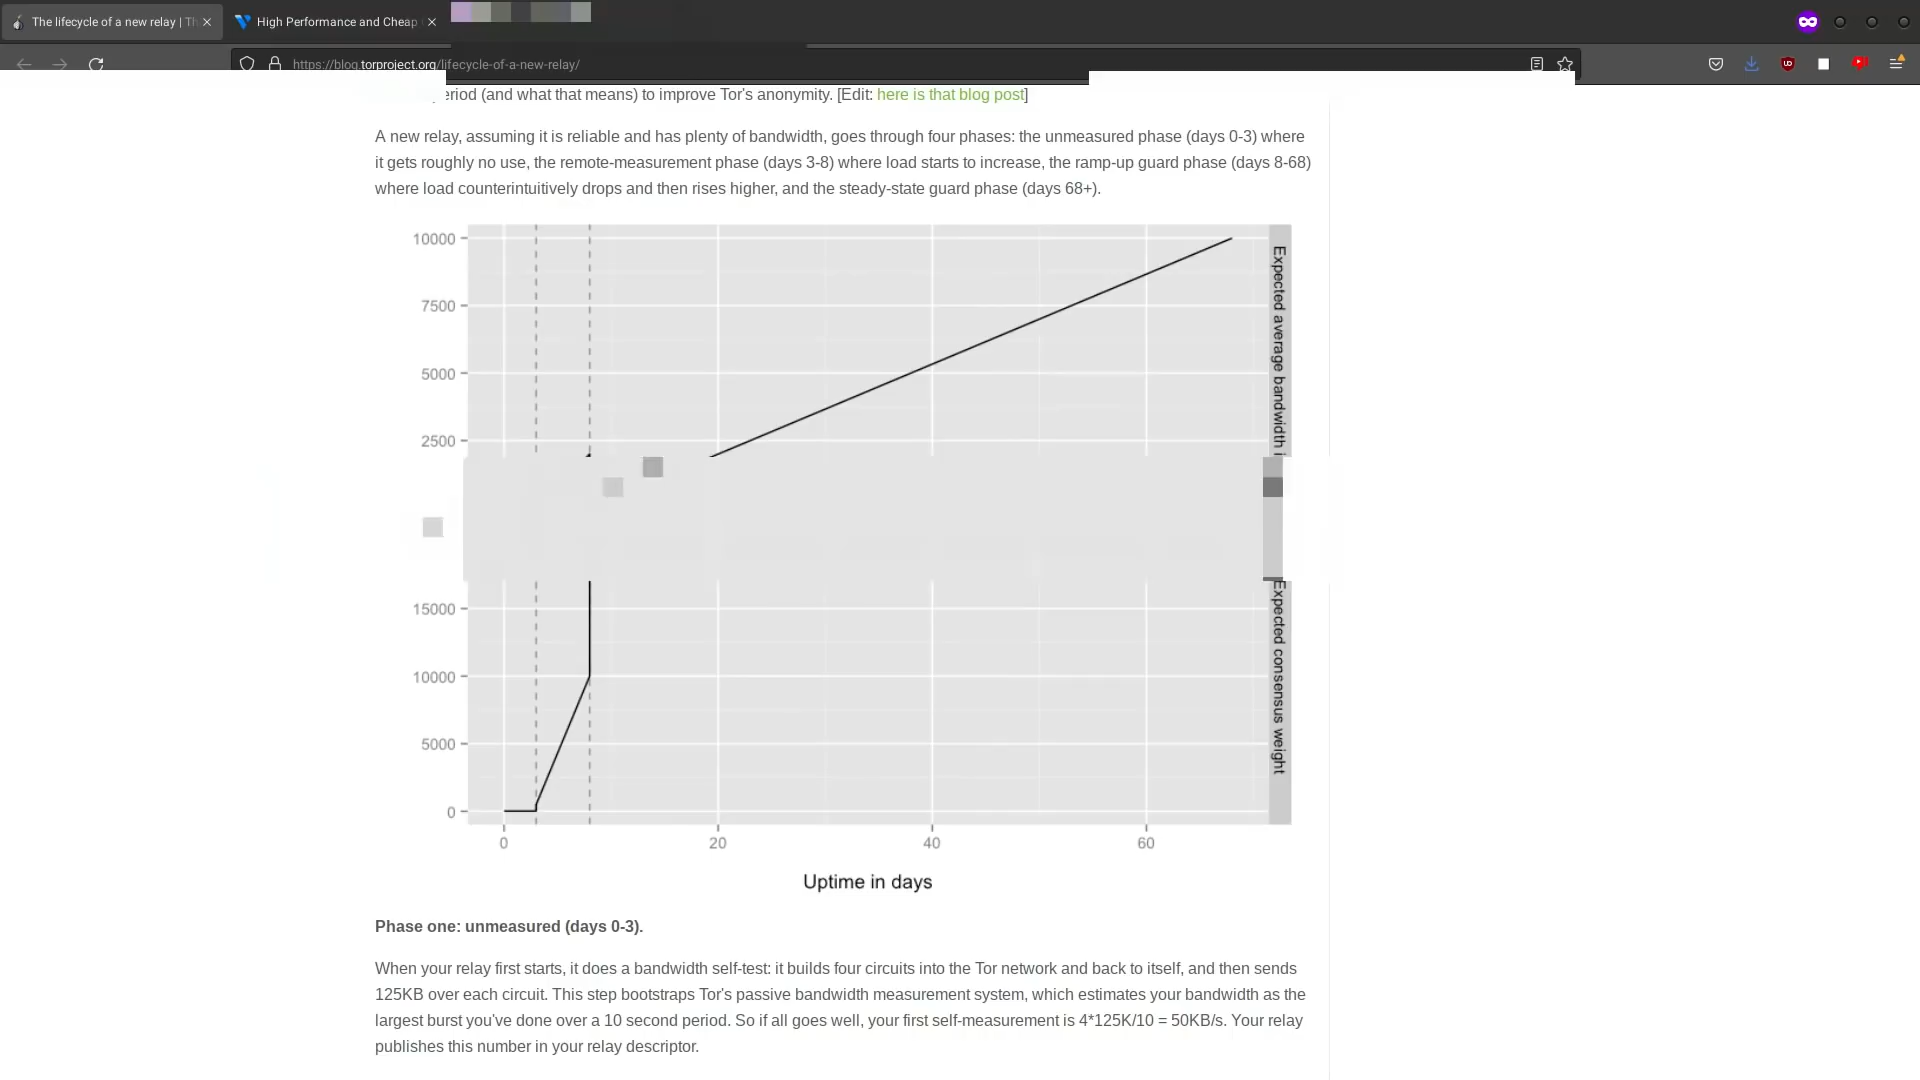 The lifecycle of a new relay | Th
High Performance and Cheap
https://blog.torproject.org/lifecycle-of-a-new-relay/
eriod (and what that means) to improve Tor's anonymity. [Edit: here is that blog post]
A new relay, assuming it is reliable and has plenty of bandwidth, goes through four phases: the unmeasured phase (days 0-3) where
it gets roughly no use, the remote-measurement phase (days 3-8) where load starts to increase, the ramp-up guard phase (days 8-68)
where load counterintuitively drops and then rises higher, and the steady-state guard phase (days 68+).
10000
7500
5000
2500
Expected average bandwidth i
15000
10000
5000
0
Expected consensus weight
0 20 40 60
Uptime in days
Phase one: unmeasured (days 0-3).
When your relay first starts, it does a bandwidth self-test: it builds four circuits into the Tor network and back to itself, and then sends
125KB over each circuit. This step bootstraps Tor's passive bandwidth measurement system, which estimates your bandwidth as the
largest burst you've done over a 10 second period. So if all goes well, your first self-measurement is 4*125K/10 = 50KB/s. Your relay
publishes this number in your relay descriptor.